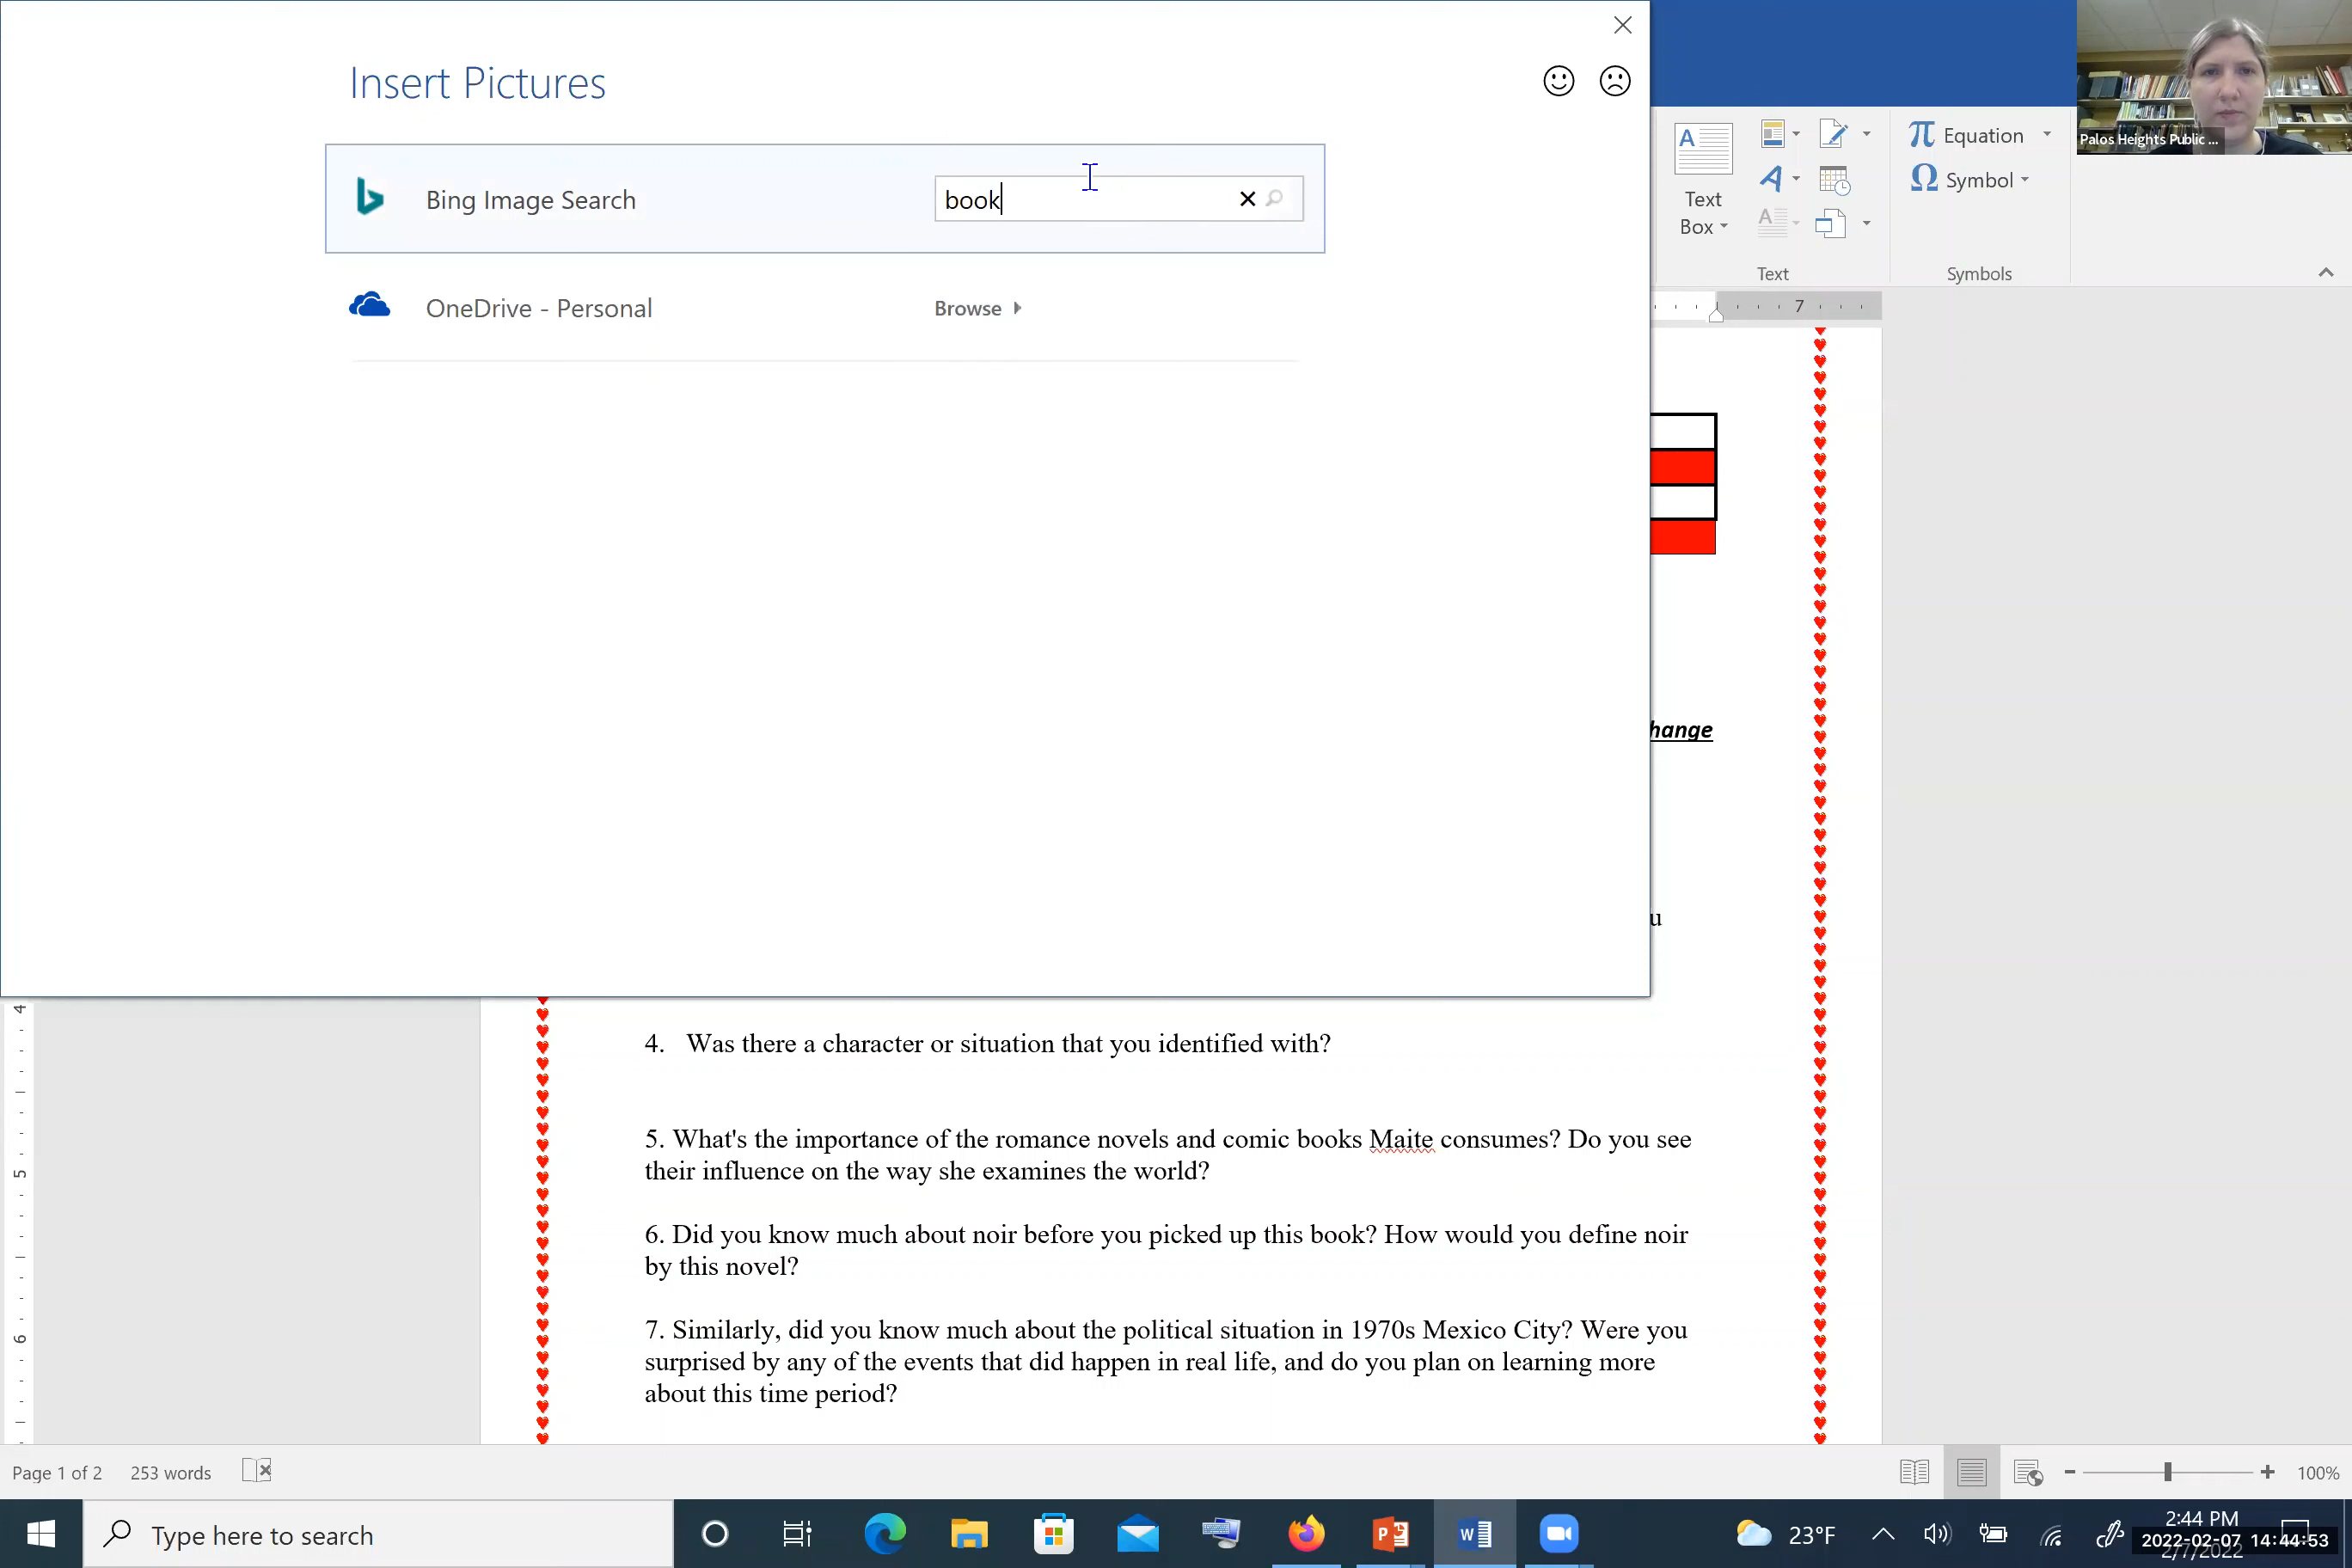 Insert Pictures
Bing Image Search
book
OneDrive - Personal
Browse
Text
Box
Text
Equation
Symbol
Symbols
Palos Heights Public ...
7
hange
u
4
5
6
4. Was there a character or situation that you identified with?
5. What's the importance of the romance novels and comic books Maite consumes? Do you see
their influence on the way she examines the world?
6. Did you know much about noir before you picked up this book? How would you define noir
by this novel?
7. Similarly, did you know much about the political situation in 1970s Mexico City? Were you
surprised by any of the events that did happen in real life, and do you plan on learning more
about this time period?
Page 1 of 2
253 words
100%
Type here to search
23°F
2:44 PM
2022-02-07 14:44:53
2/7/2022